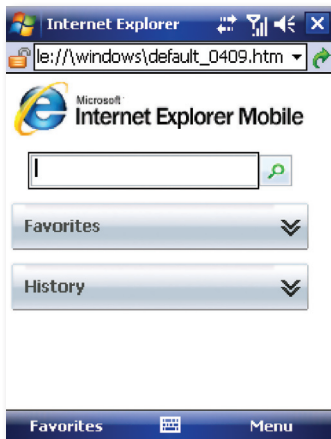 Internet Explorer
le://\windows\default_0409.htm
Microsoft
Internet Explorer Mobile
Favorites
History
Favorites Menu